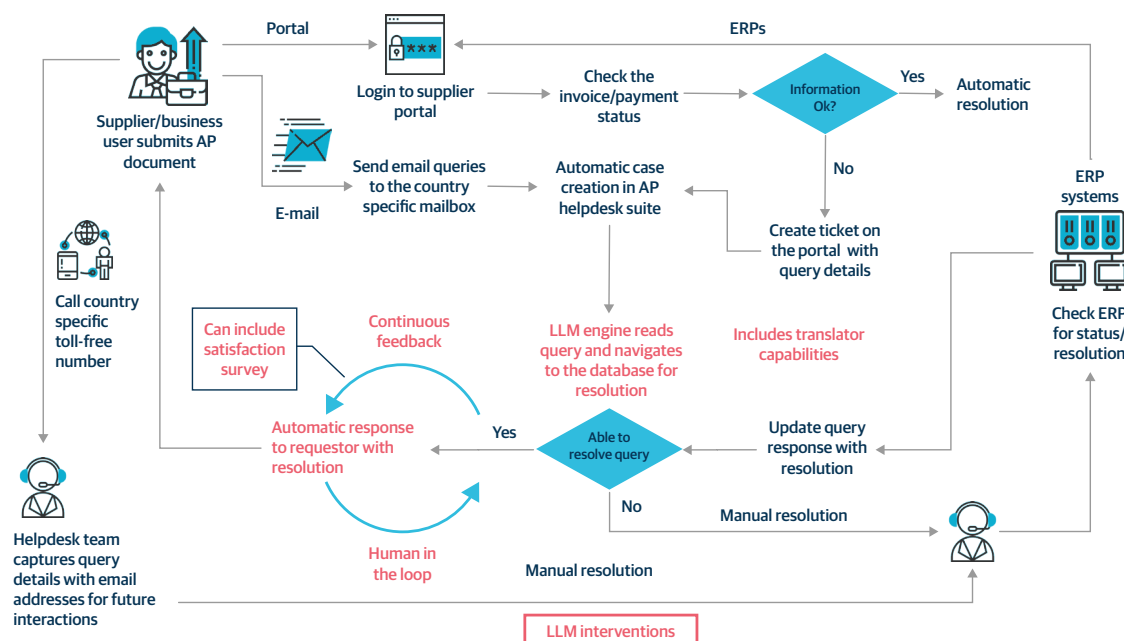 Portal
ERPs
***
Login to supplier
portal
Check the
invoice/payment
status
Information
Ok?
Yes
Automatic
resolution
Supplier/business
user submits AP
document
E-mail
Send email queries
to the country
specific mailbox
Automatic case
creation in AP
helpdesk suite
No
Create ticket on
the portal with
query details
ERP
systems
Call country
specific
toll-free
number
Can include
satisfaction
survey
Continuous
feedback
LLM engine reads
query and navigates
to the database for
resolution
Includes translator
capabilities
Check ERP
for status/
resolution
Automatic response
to requestor with
resolution
Yes
Able to
resolve query
Update query
response with
resolution
No
Manual resolution
Human in
the loop
Helpdesk team
captures query
details with email
addresses for future
interactions
Manual resolution
LLM interventions